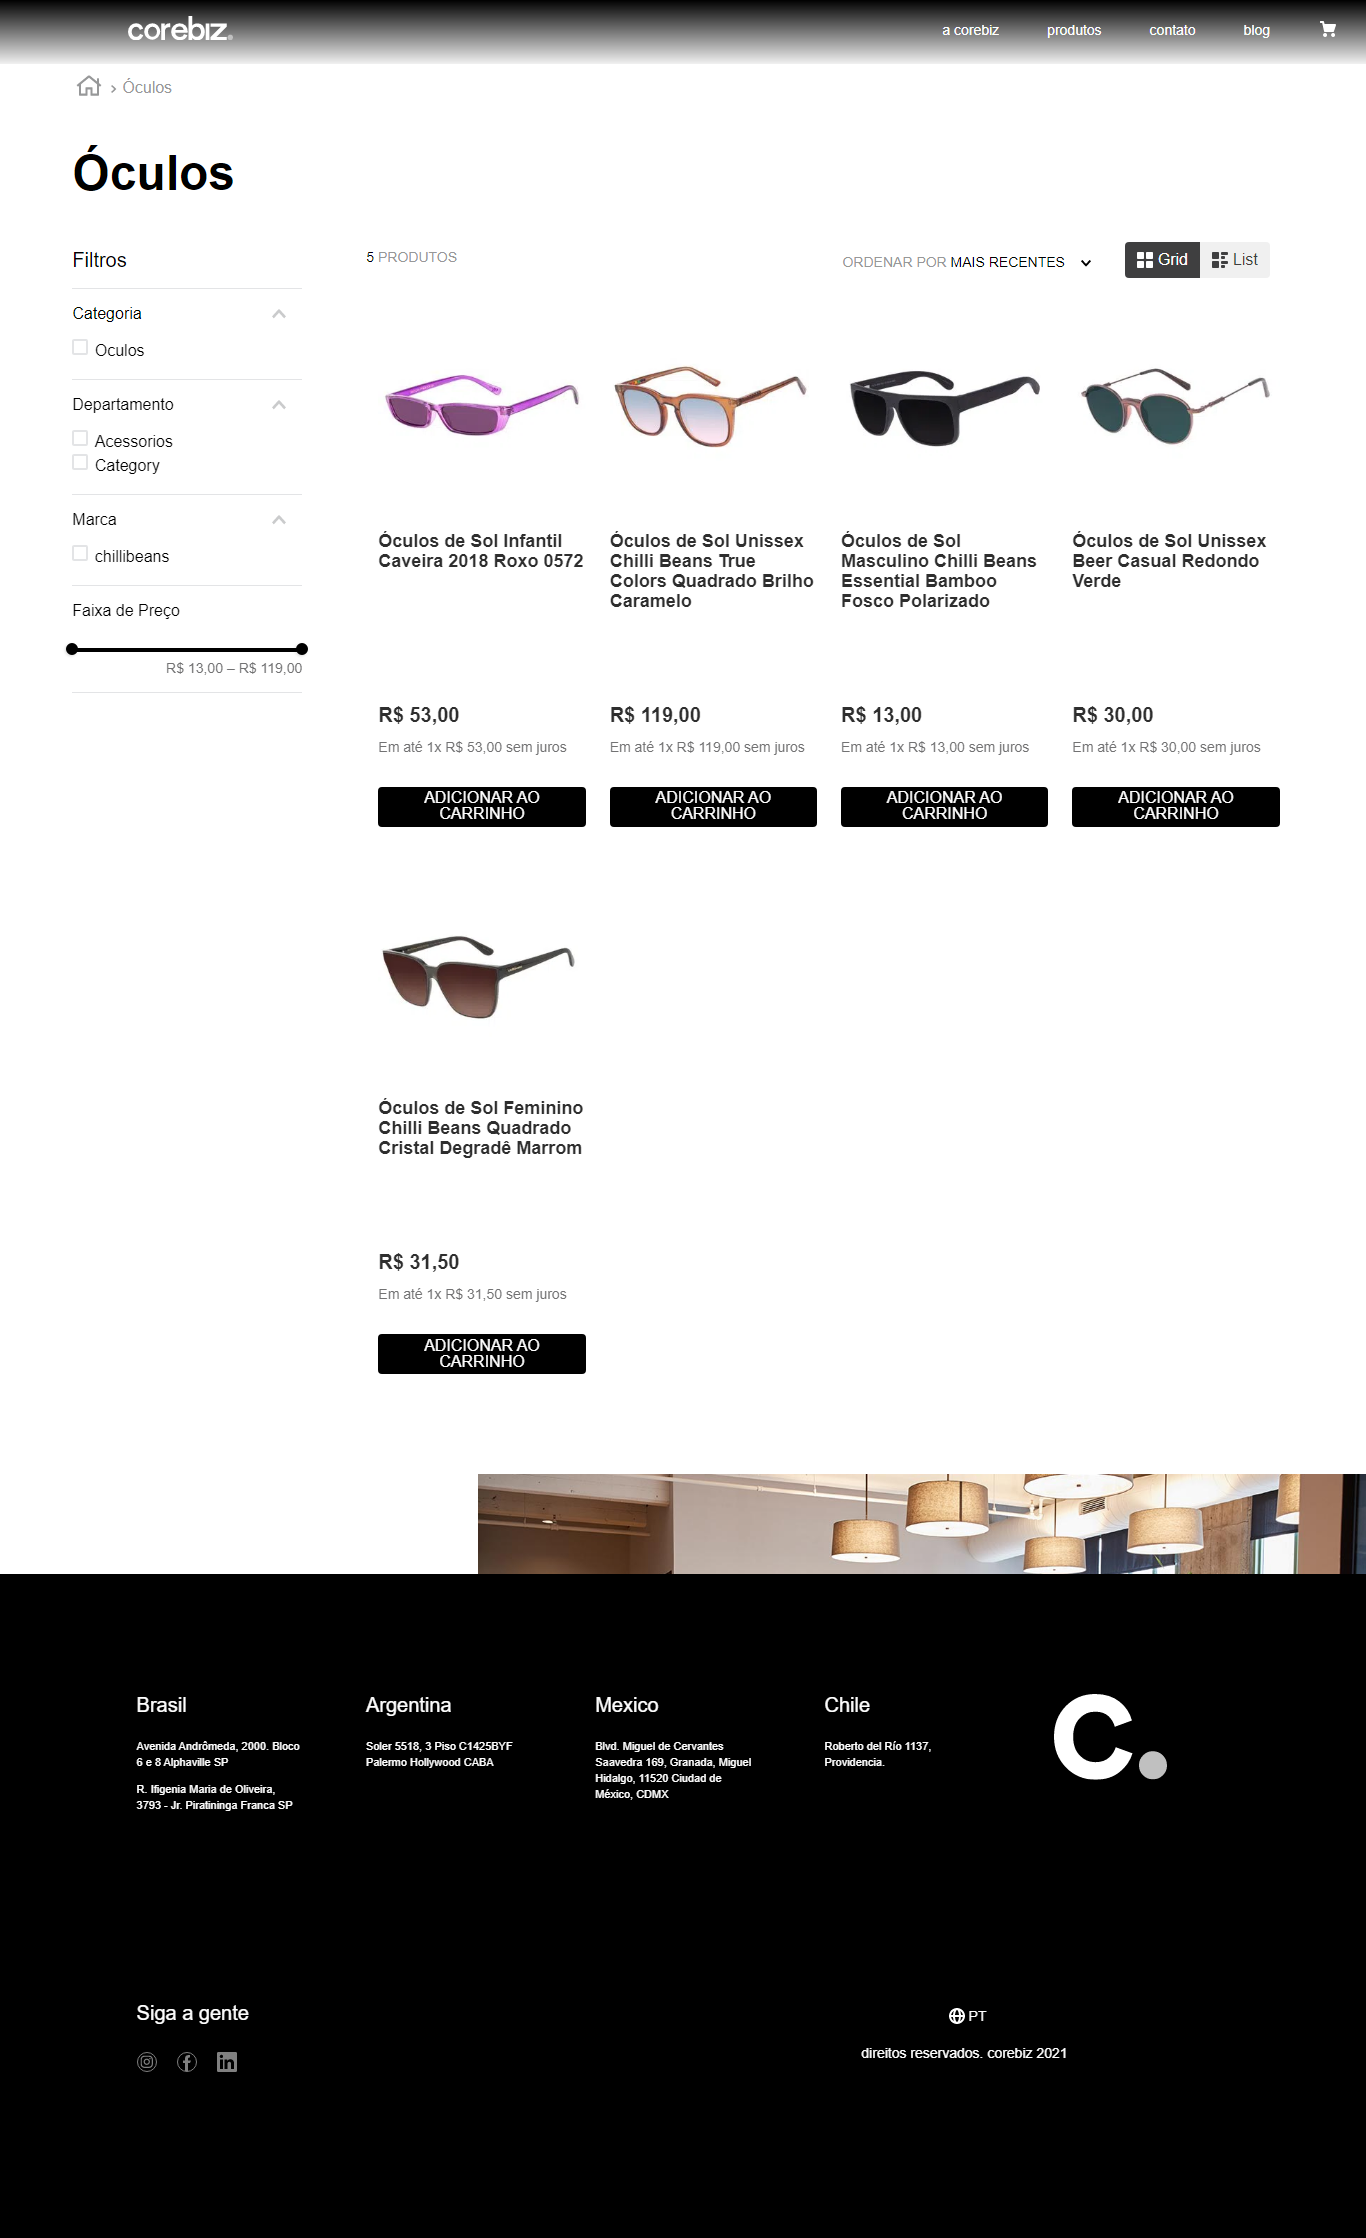 corebiz.
a corebiz
produtos
contato
blog
Óculos
Óculos
Filtros
5 PRODUTOS
ORDENAR POR MAIS RECENTES
Grid
List
Categoria
Oculos
Departamento
Acessorios
Category
Marca
chillibeans
Faixa de Preço
R$ 13,00 – R$ 119,00
Óculos de Sol Infantil
Caveira 2018 Roxo 0572
R$ 53,00
Em até 1x R$ 53,00 sem juros
ADICIONAR AO
CARRINHO
Óculos de Sol Unissex
Chilli Beans True
Colors Quadrado Brilho
Caramelo
R$ 119,00
Em até 1x R$ 119,00 sem juros
ADICIONAR AO
CARRINHO
Óculos de Sol
Masculino Chilli Beans
Essential Bamboo
Fosco Polarizado
R$ 13,00
Em até 1x R$ 13,00 sem juros
ADICIONAR AO
CARRINHO
Óculos de Sol Unissex
Beer Casual Redondo
Verde
R$ 30,00
Em até 1x R$ 30,00 sem juros
ADICIONAR AO
CARRINHO
Óculos de Sol Feminino
Chilli Beans Quadrado
Cristal Degradê Marrom
R$ 31,50
Em até 1x R$ 31,50 sem juros
ADICIONAR AO
CARRINHO
Brasil
Avenida Andrômeda, 2000. Bloco
6 e 8 Alphaville SP
R. Ifigenia Maria de Oliveira,
3793 - Jr. Piratininga Franca SP
Argentina
Soler 5518, 3 Piso C1425BYF
Palermo Hollywood CABA
Mexico
Blvd. Miguel de Cervantes
Saavedra 169, Granada, Miguel
Hidalgo, 11520 Ciudad de
México, CDMX
Chile
Roberto del Río 1137,
Providencia.
C.
Siga a gente
PT
direitos reservados. corebiz 2021